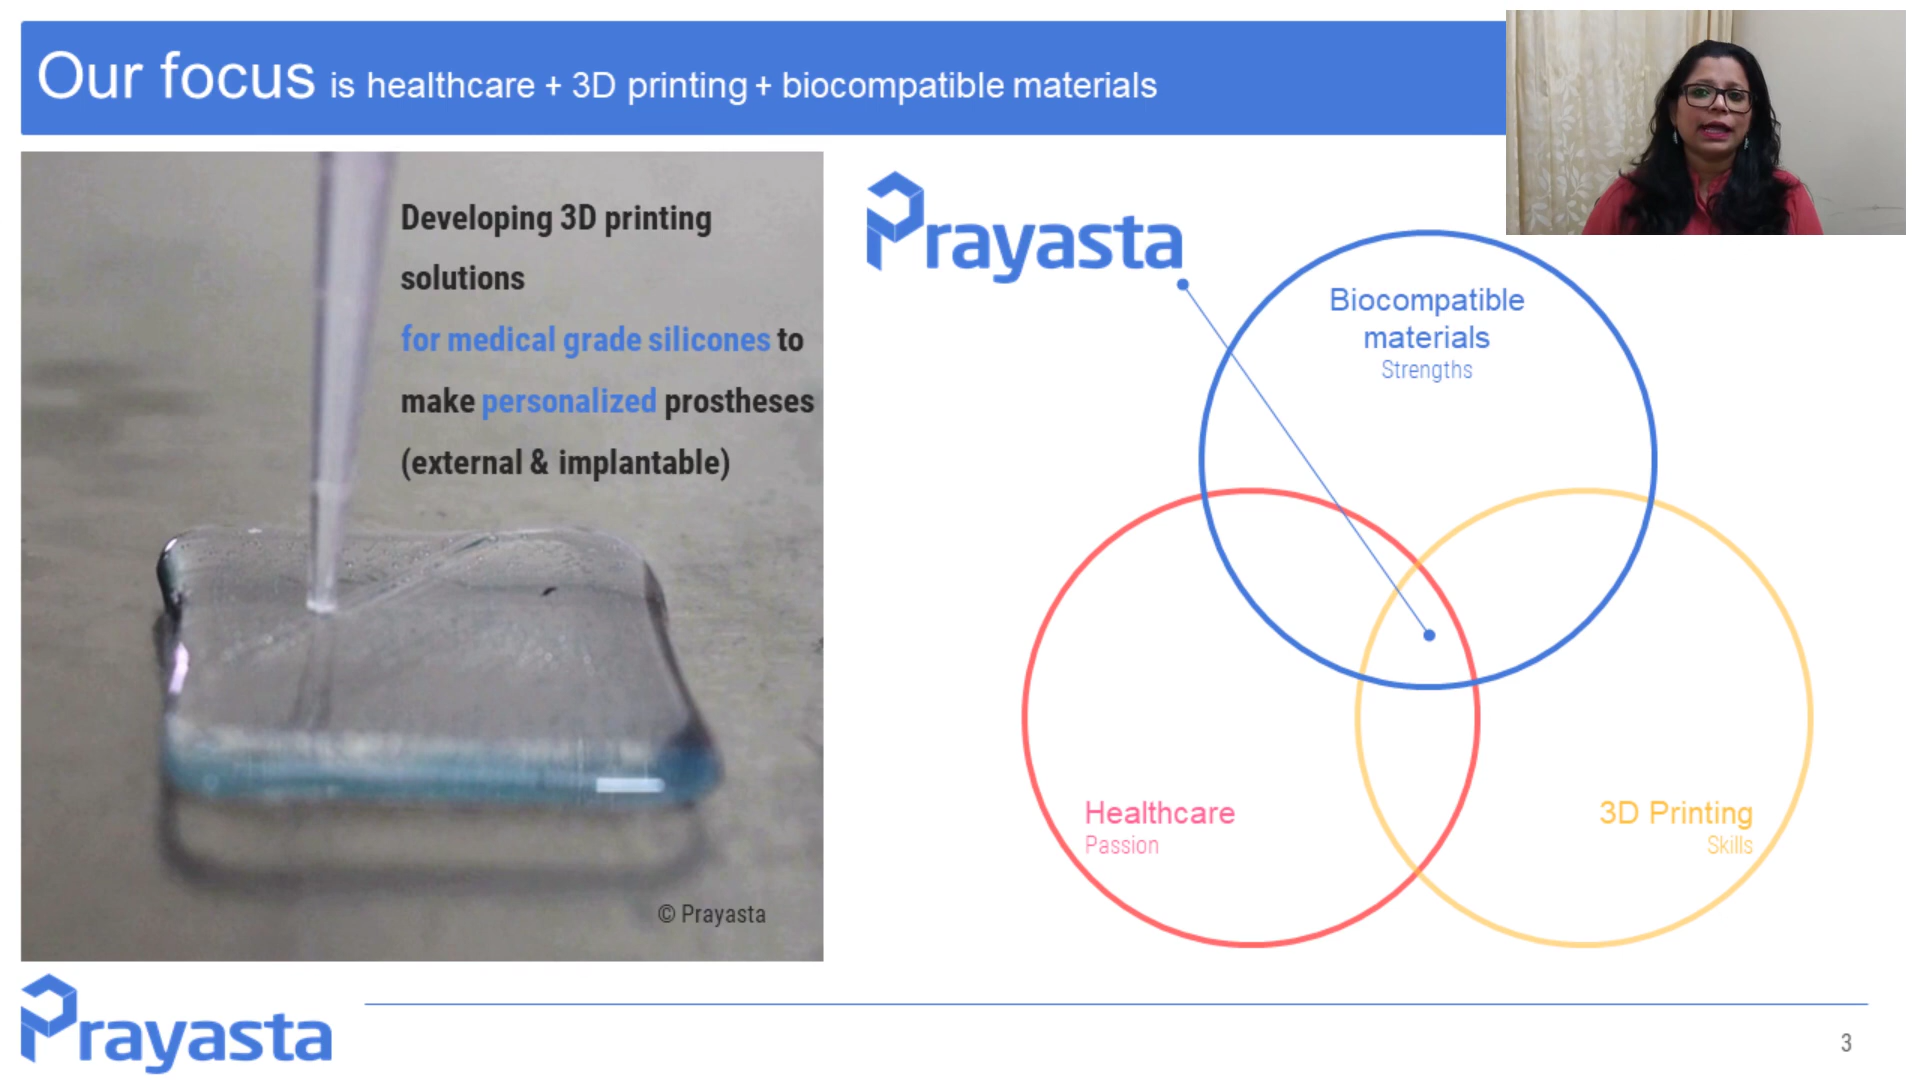 Our focus is healthcare + 3D printing + biocompatible materials
Developing 3D printing
solutions
for medical grade silicones to
make personalized prostheses
(external & implantable)
© Prayasta
Prayasta
Biocompatible
materials
Strengths
Healthcare
Passion
3D Printing
Skills
Prayasta
3